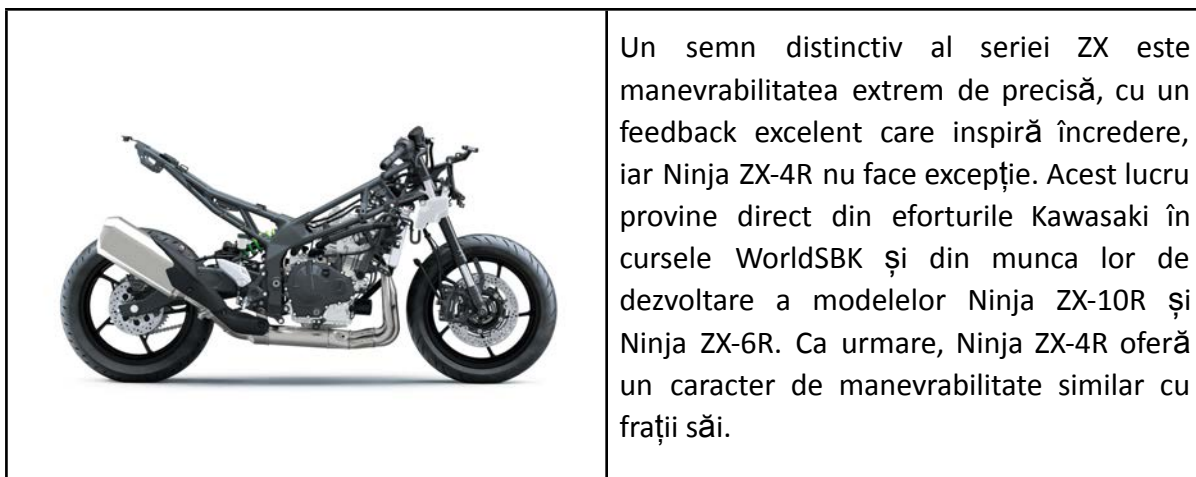 Un semn distinctiv al seriei ZX este
manevrabilitatea extrem de precisă, cu un
feedback excelent care inspiră încredere,
iar Ninja ZX-4R nu face excepție. Acest lucru
provine direct din eforturile Kawasaki în
cursele WorldSBK și din munca lor de
dezvoltare a modelelor Ninja ZX-10R și
Ninja ZX-6R. Ca urmare, Ninja ZX-4R oferă
un caracter de manevrabilitate similar cu
frații săi.